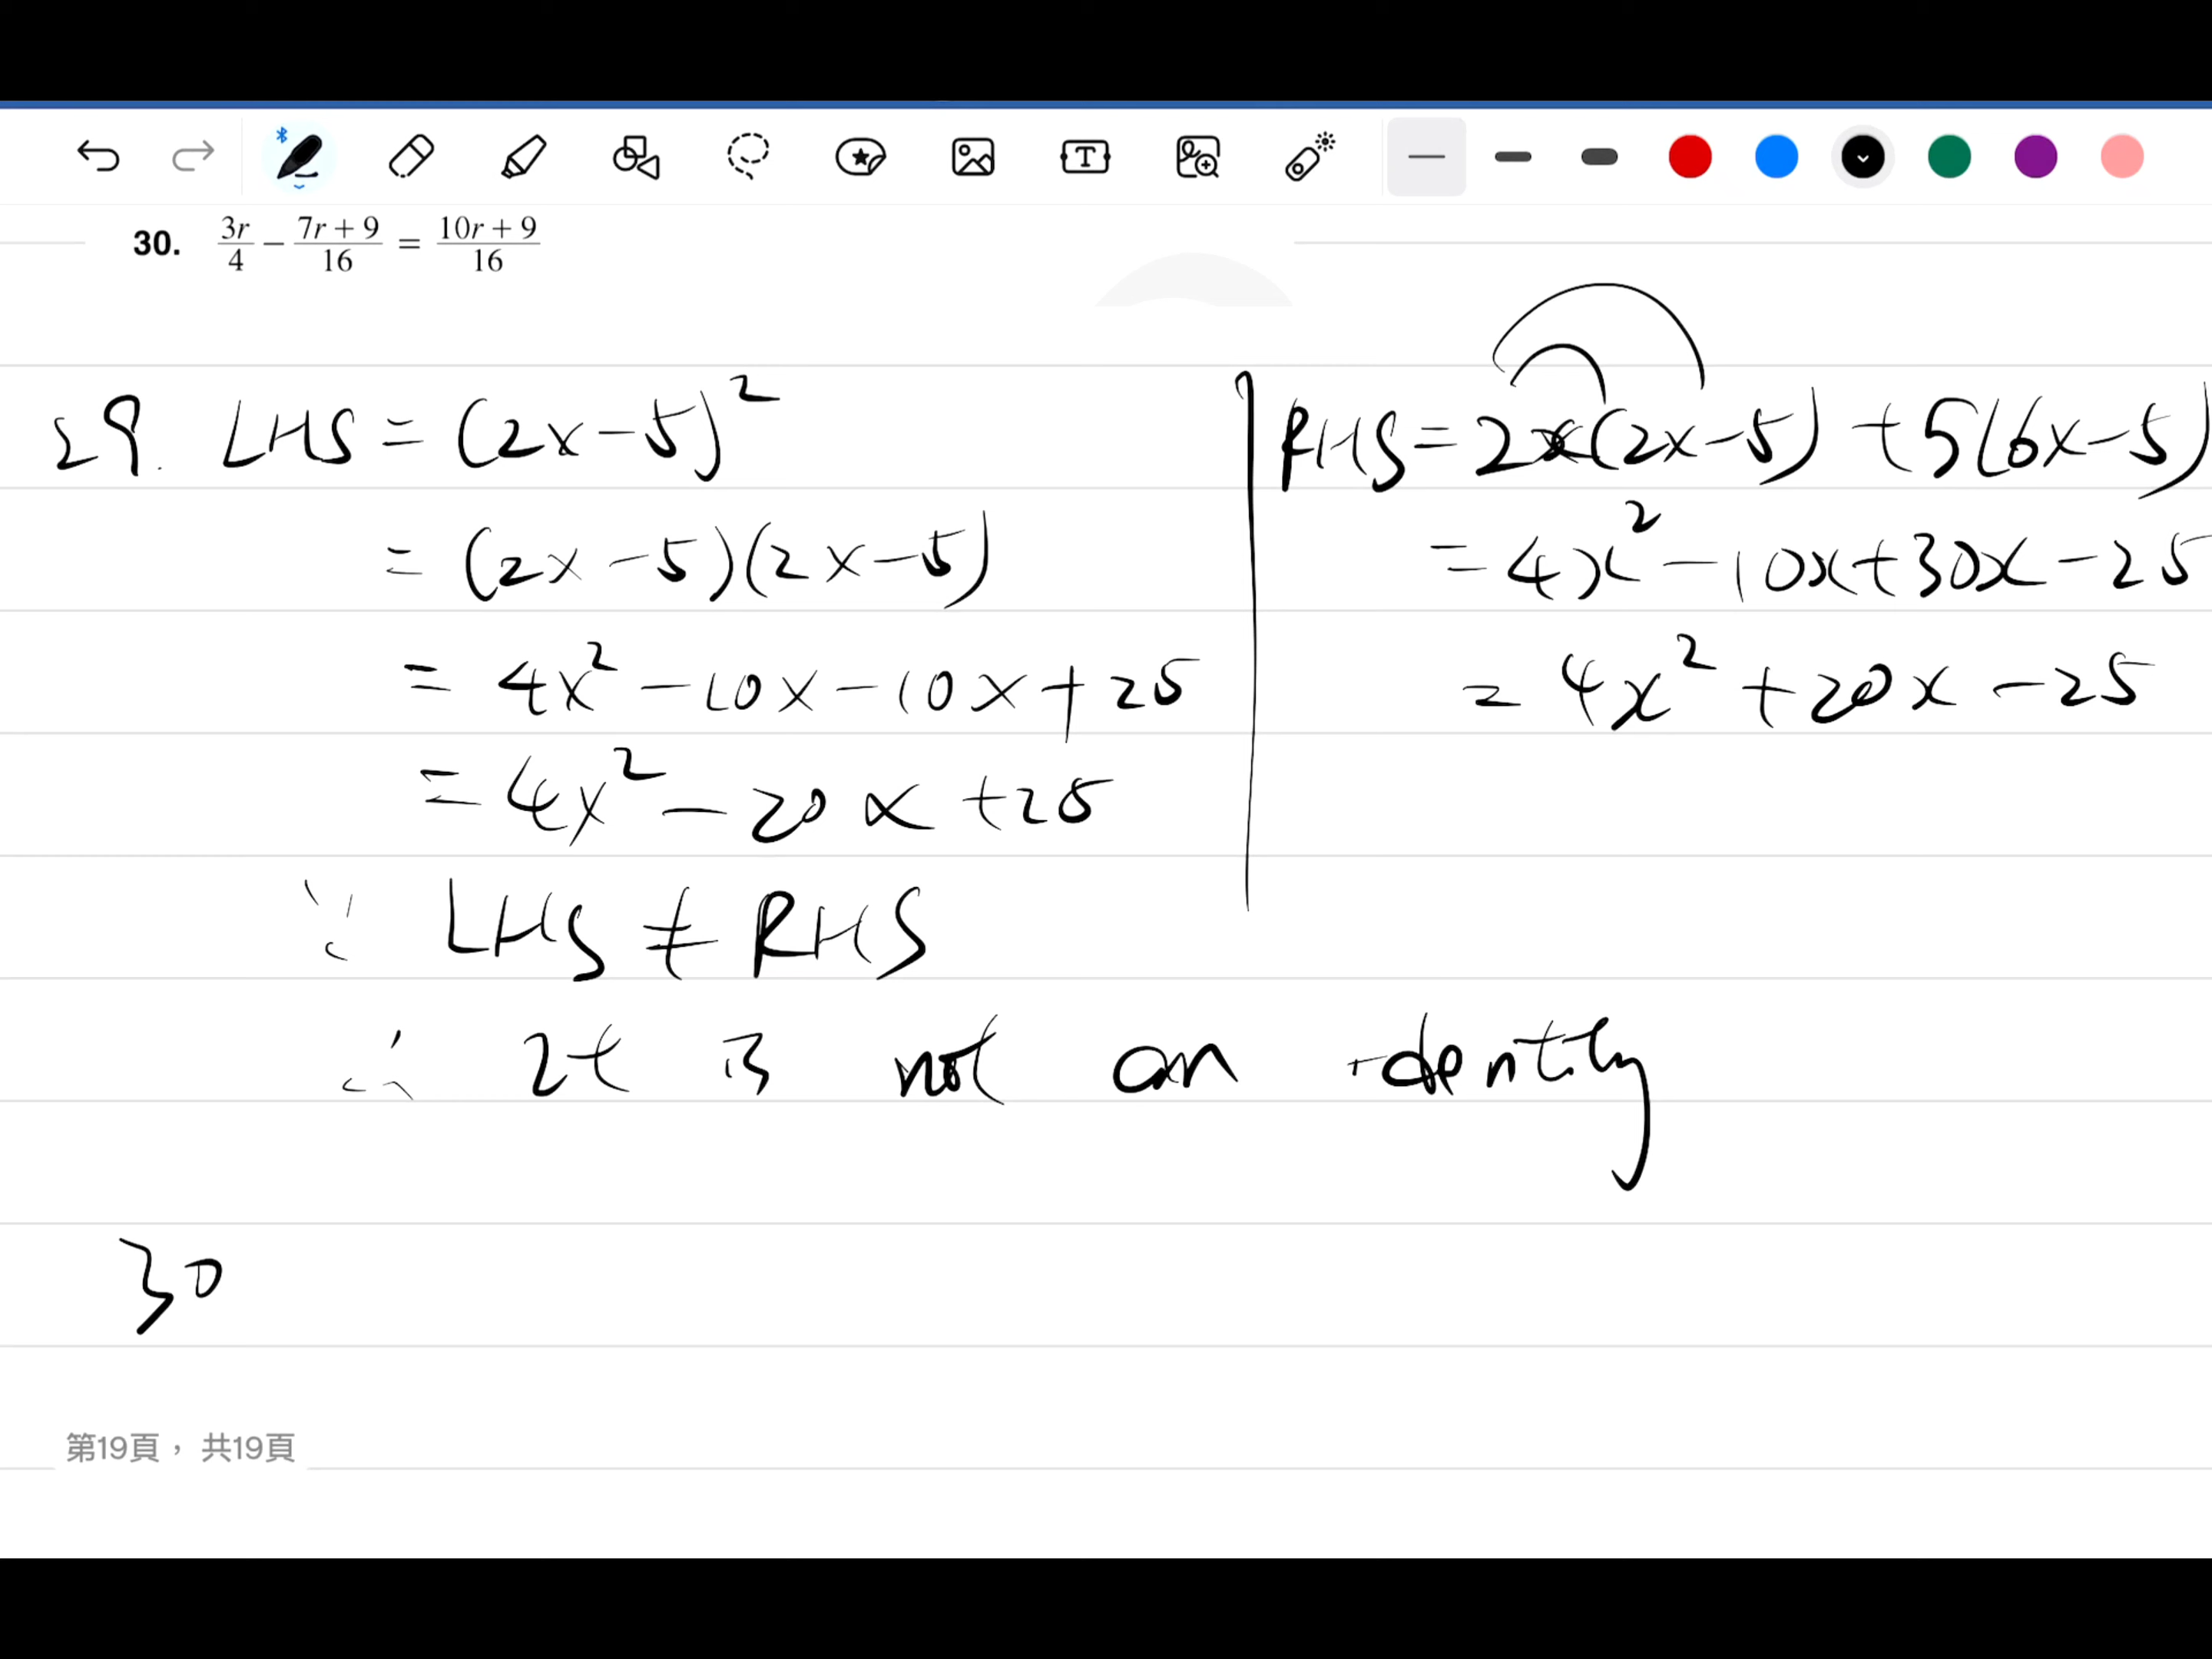 30. 3r/4 − (7r + 9)/16 = (10r + 9)/16
29. LHS = (2x-5)²
= (2x-5)(2x-5)
= 4x²-10x-10x+25
= 4x²-20x+25
∵ LHS ≠ RHS
∴ It is not an identity
RHS = 2x(2x-5)+5(6x-5)
= 4x²-10x+30x-25
= 4x²+20x-25
30
第19頁，共19頁